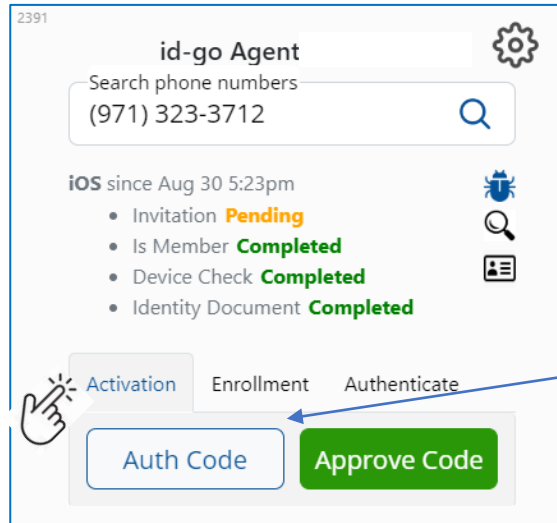 2391
id-go Agent
Search phone numbers
(971) 323-3712
iOS since Aug 30 5:23pm
Invitation Pending
Is Member Completed
Device Check Completed
Identity Document Completed
Activation Enrollment Authenticate
Auth Code Approve Code